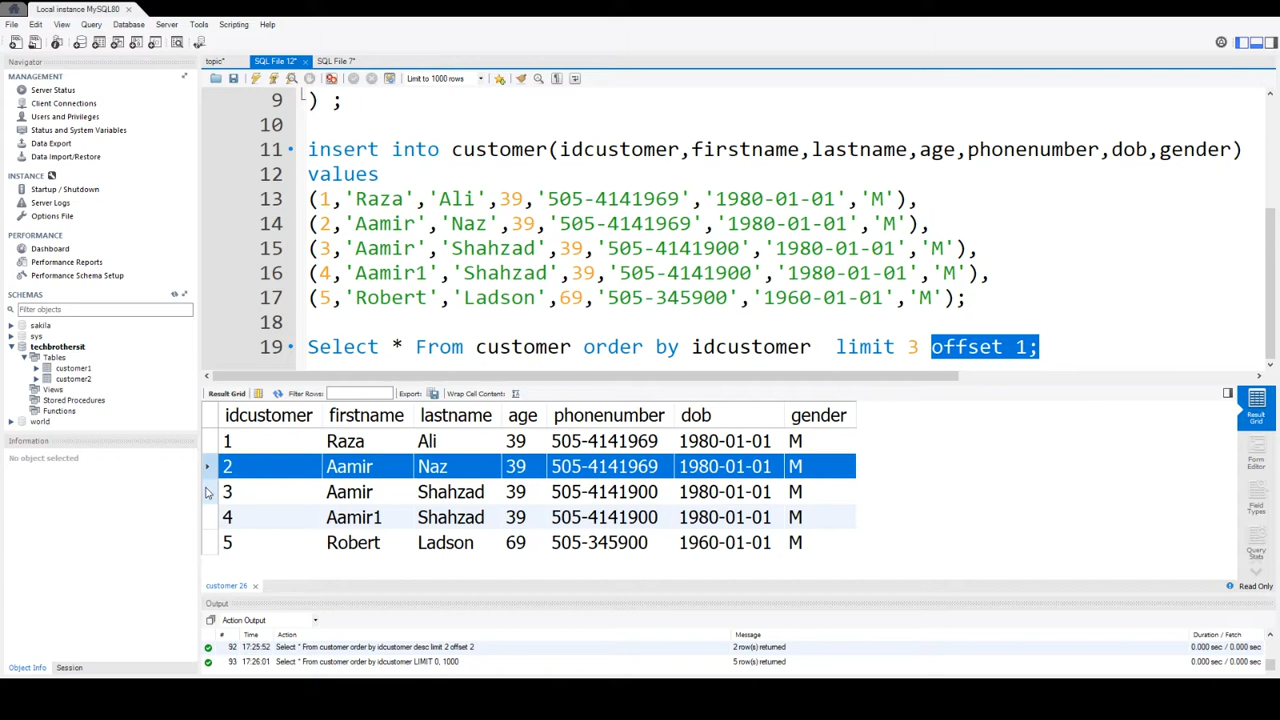 Local instance MySQL80 ×
File Edit View Query Database Server Tools Scripting Help
Navigator
MANAGEMENT
Server Status
Client Connections
Users and Privileges
Status and System Variables
Data Export
Data Import/Restore
INSTANCE
Startup / Shutdown
Server Logs
Options File
PERFORMANCE
Dashboard
Performance Reports
Performance Schema Setup
SCHEMAS
Filter objects
sakila
sys
techbrothersit
Tables
customer1
customer2
Views
Stored Procedures
Functions
world
Information
No object selected
Object Info Session
topic* SQL File 12* × SQL File 7*
Limit to 1000 rows
9 ) ;
10
11 insert into customer(idcustomer,firstname,lastname,age,phonenumber,dob,gender)
12 values
13 (1,'Raza','Ali',39,'505-4141969','1980-01-01','M'),
14 (2,'Aamir','Naz',39,'505-4141969','1980-01-01','M'),
15 (3,'Aamir','Shahzad',39,'505-4141900','1980-01-01','M'),
16 (4,'Aamir1','Shahzad',39,'505-4141900','1980-01-01','M'),
17 (5,'Robert','Ladson',69,'505-345900','1960-01-01','M');
18
19 Select * From customer order by idcustomer limit 3 offset 1;
Result Grid Filter Rows: Export: Wrap Cell Contents:
idcustomer firstname lastname age phonenumber dob gender
1 Raza Ali 39 505-4141969 1980-01-01 M
2 Aamir Naz 39 505-4141969 1980-01-01 M
3 Aamir Shahzad 39 505-4141900 1980-01-01 M
4 Aamir1 Shahzad 39 505-4141900 1980-01-01 M
5 Robert Ladson 69 505-345900 1960-01-01 M
Result Grid
Form Editor
Field Types
Query Stats
customer 26 × Read Only
Output
Action Output
# Time Action Message Duration / Fetch
92 17:25:52 Select * From customer order by idcustomer desc limit 2 offset 2 2 row(s) returned 0.000 sec / 0.000 sec
93 17:26:01 Select * From customer order by idcustomer LIMIT 0, 1000 5 row(s) returned 0.000 sec / 0.000 sec